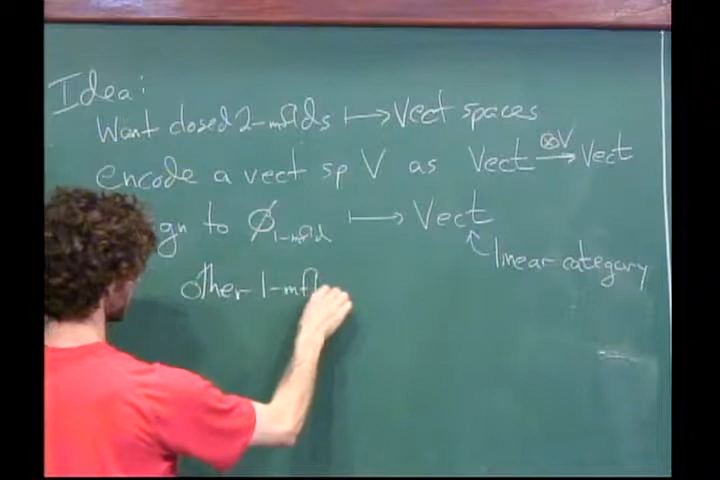 Idea:
Want closed 2-mflds ↦ Vect spaces
encode a vect sp V as Vect ⊗V→ Vect
gn to ∅ 1-mfld ↦ Vect
linear category
other 1-mfl